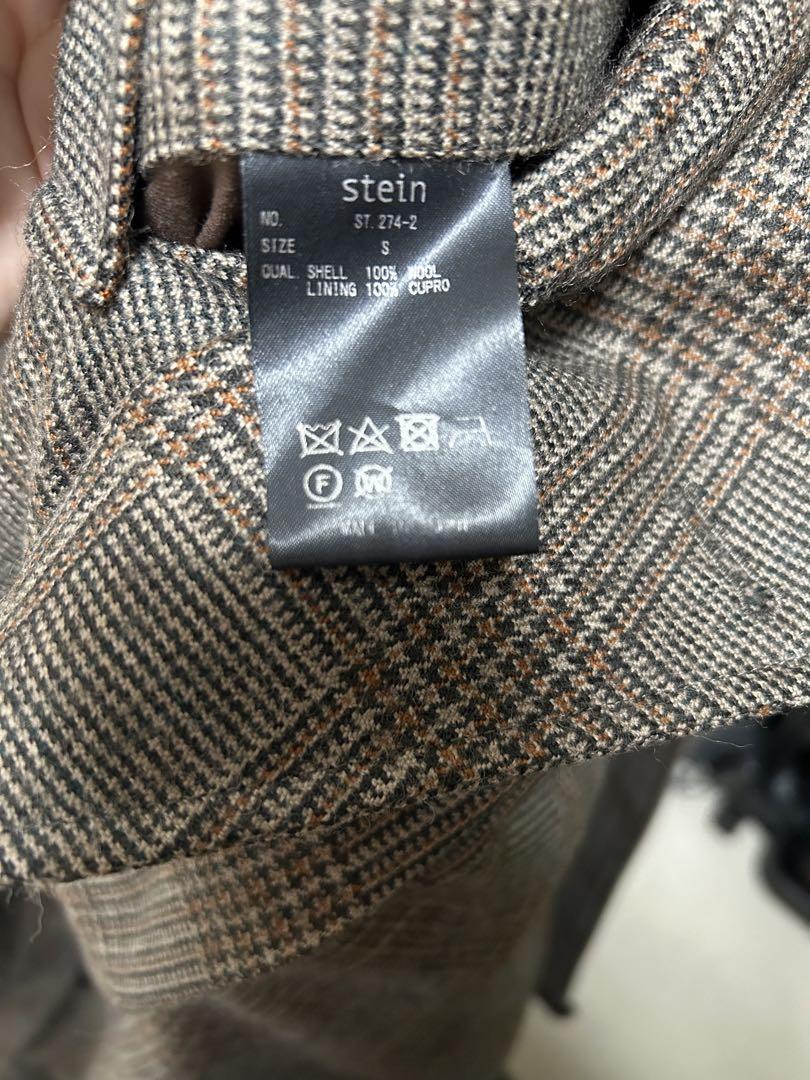 stein
NO. ST. 274-2
SIZE S
QUAL. SHELL 100% WOOL
LINING 100% CUPRO
F W